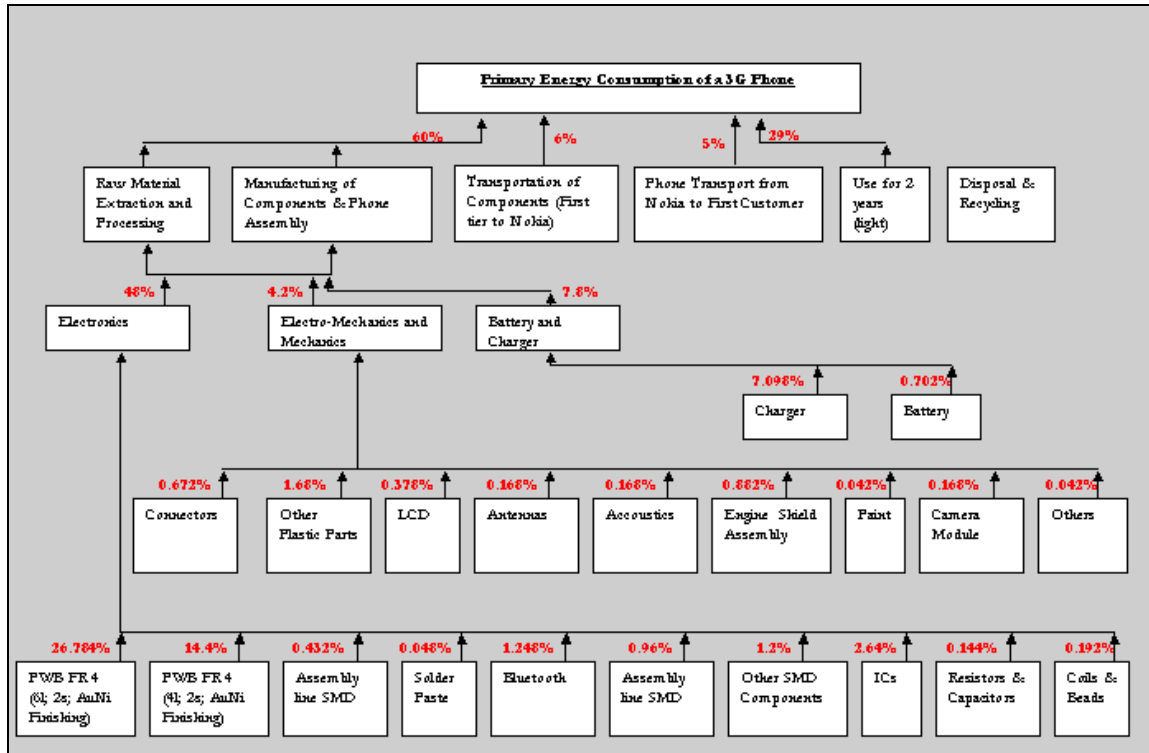 Primary Energy Consumption of a 3G Phone
60%
6%
5%
29%
Raw Material
Extraction and
Processing
Manufacturing of
Components & Phone
Assembly
Transportation of
Components (First
tier to Nokia)
Phone Transport from
Nokia to First Customer
Use for 2
years
(light)
Disposal &
Recycling
48%
4.2%
7.8%
Electronics
Electro-Mechanics and
Mechanics
Battery and
Charger
7.098%
0.702%
Charger
Battery
0.672%
1.68%
0.378%
0.168%
0.168%
0.882%
0.042%
0.168%
0.042%
Connectors
Other
Plastic Parts
LCD
Antennas
Accoustics
Engine Shield
Assembly
Paint
Camera
Module
Others
26.784%
14.4%
0.432%
0.048%
1.248%
0.96%
1.2%
2.64%
0.144%
0.192%
PWB FR4
(6l; 2s; AuNi
Finishing)
PWB FR4
(4l; 2s; AuNi
Finishing)
Assembly
line SMD
Solder
Paste
Bluetooth
Assembly
line SMD
Other SMD
Components
ICs
Resistors &
Capacitors
Coils &
Beads